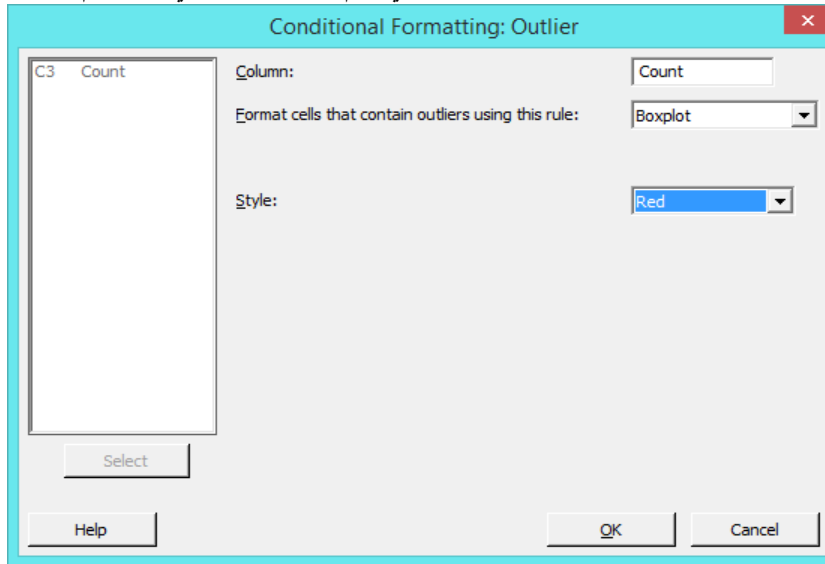 Conditional Formatting: Outlier
C3 Count
Column: Count
Format cells that contain outliers using this rule: Boxplot
Style: Red
Select
Help OK Cancel